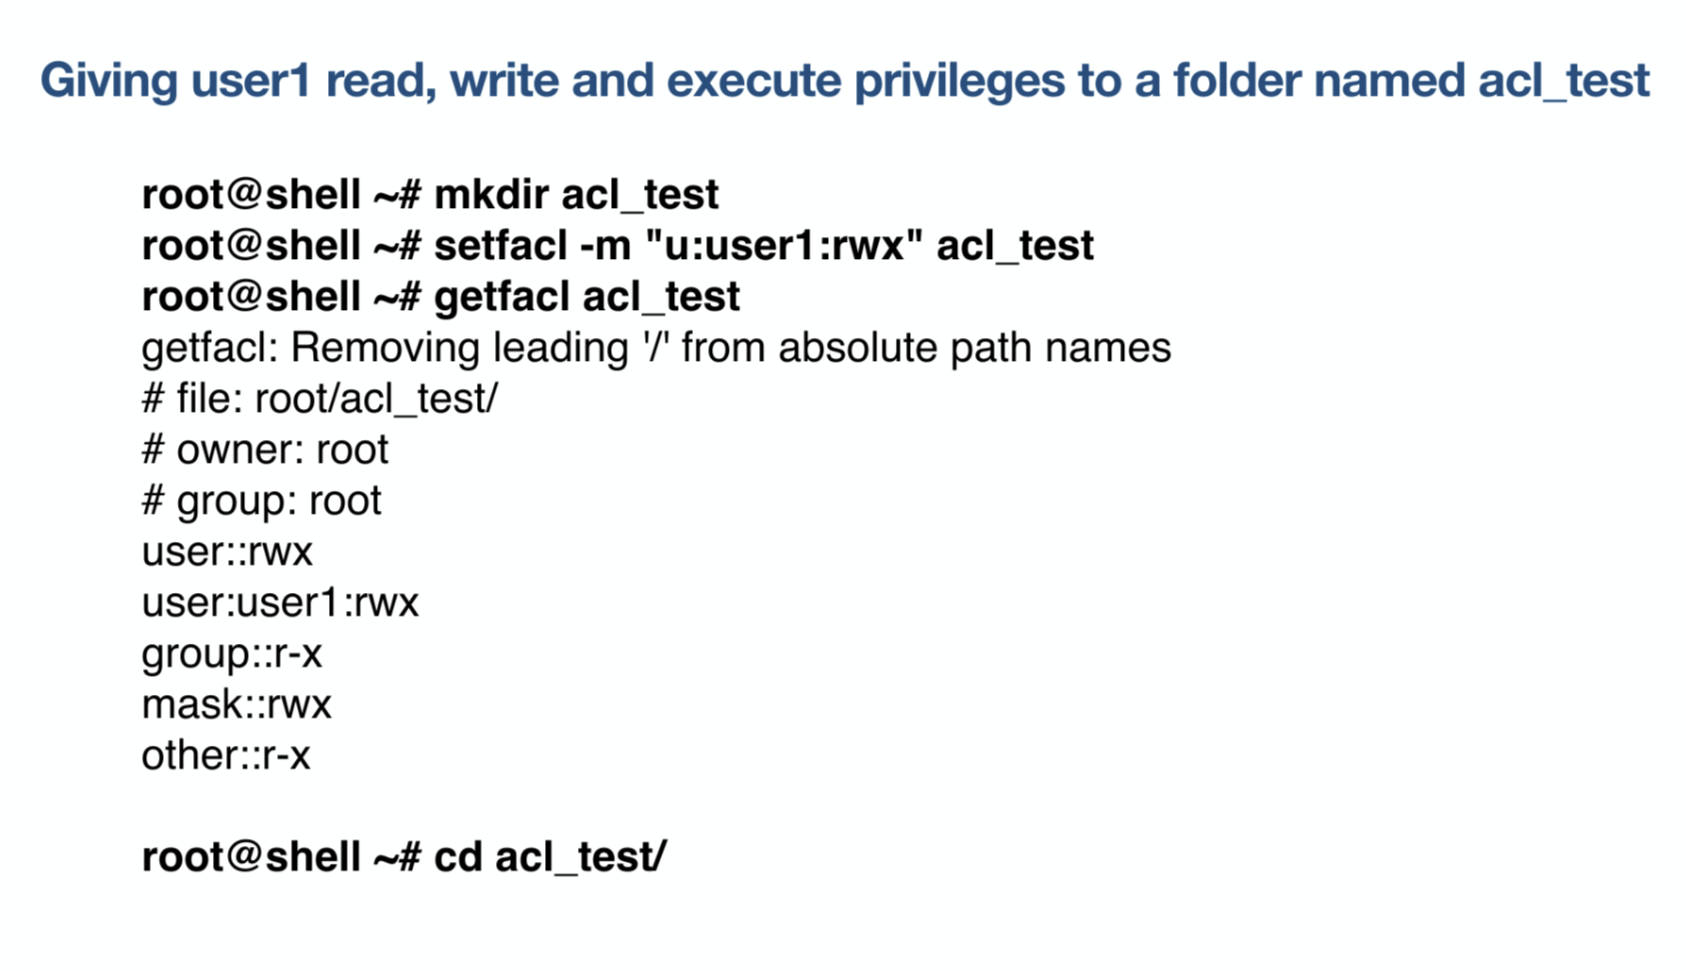 Giving user1 read, write and execute privileges to a folder named acl_test
root@shell ~# mkdir acl_test
root@shell ~# setfacl -m "u:user1:rwx" acl_test
root@shell ~# getfacl acl_test
getfacl: Removing leading '/' from absolute path names
# file: root/acl_test/
# owner: root
# group: root
user::rwx
user:user1:rwx
group::r-x
mask::rwx
other::r-x
root@shell ~# cd acl_test/